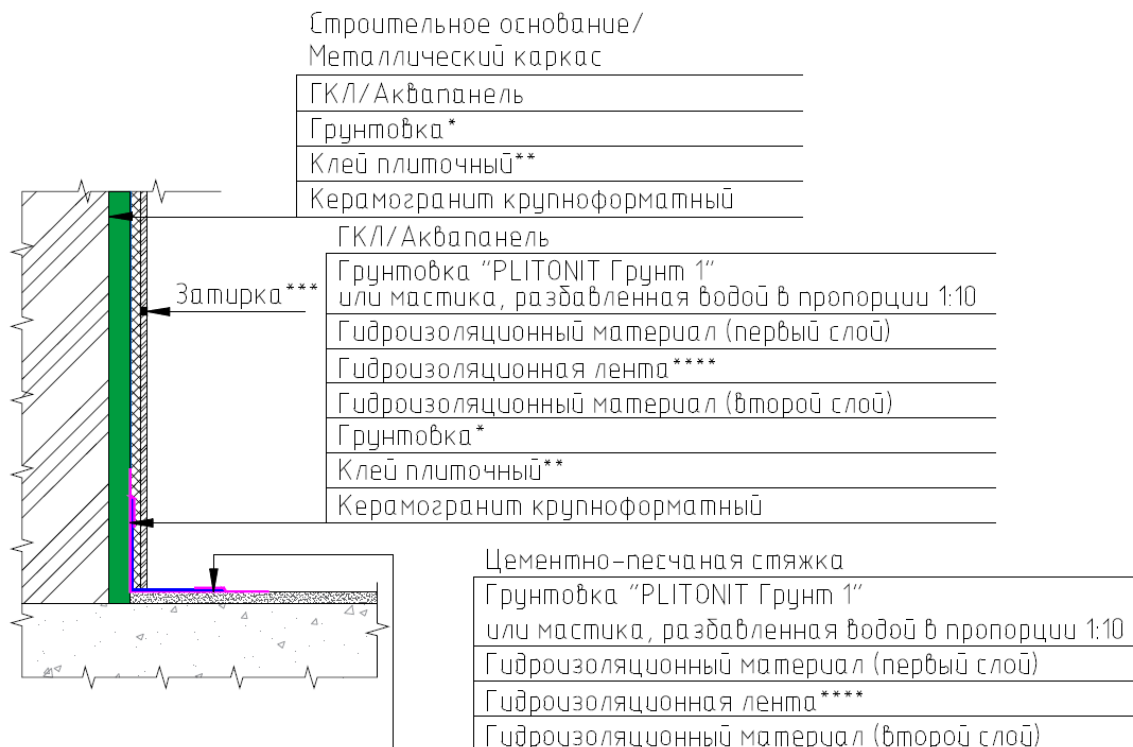 Строительное основание/
Металлический каркас
ГКЛ/Аквапанель
Грунтовка*
Клей плиточный**
Керамогранит крупноформатный
ГКЛ/Аквапанель
Грунтовка "PLITONIT Грунт 1"
или мастика, разбавленная водой в пропорции 1:10
Затирка***
Гидроизоляционный материал (первый слой)
Гидроизоляционная лента****
Гидроизоляционный материал (второй слой)
Грунтовка*
Клей плиточный**
Керамогранит крупноформатный
Цементно-песчаная стяжка
Грунтовка "PLITONIT Грунт 1"
или мастика, разбавленная водой в пропорции 1:10
Гидроизоляционный материал (первый слой)
Гидроизоляционная лента****
Гидроизоляционный материал (второй слой)